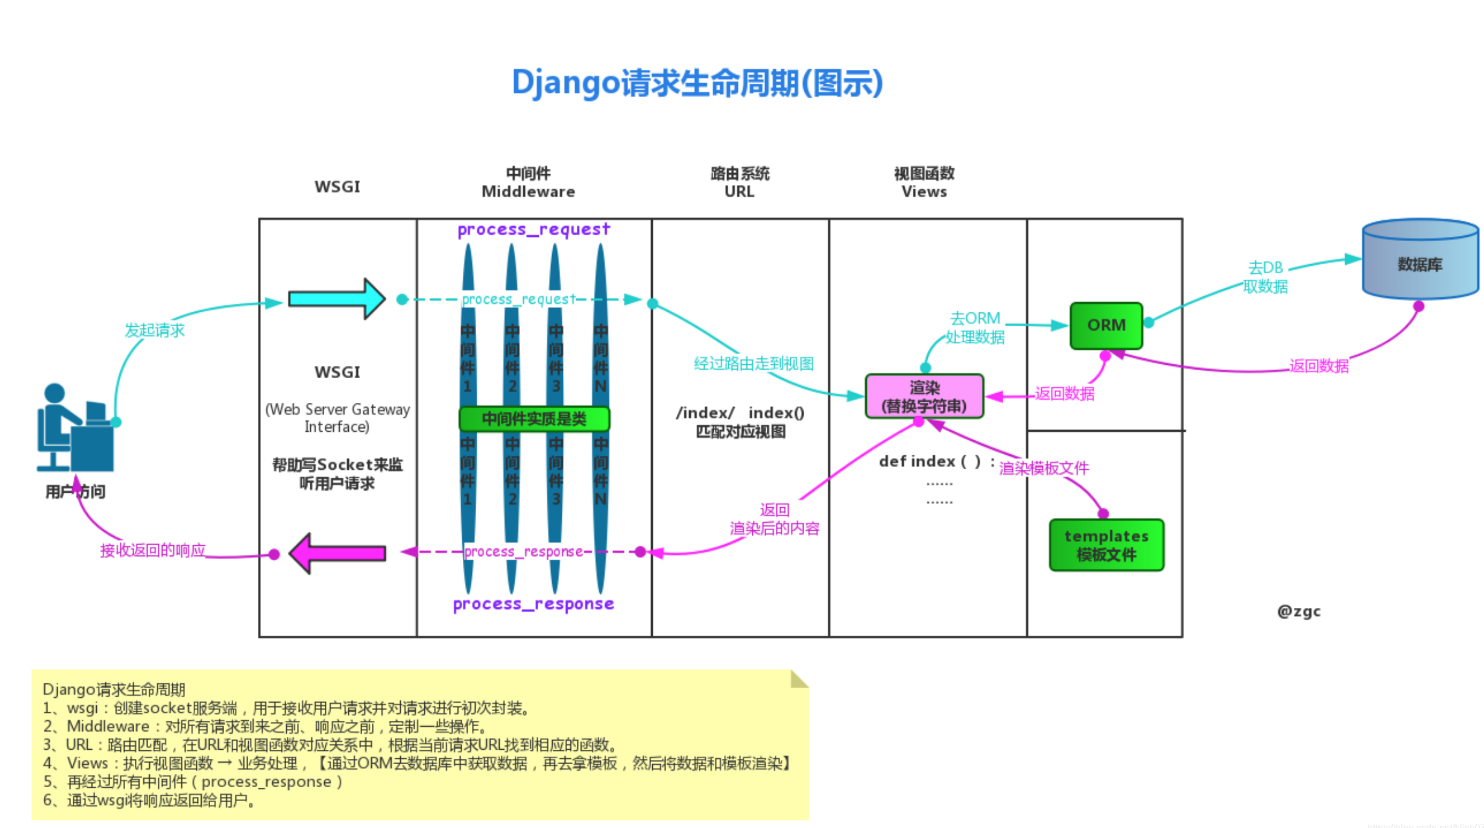 Django请求生命周期(图示)
WSGI
中间件
Middleware
路由系统
URL
视图函数
Views
process_request
process_request
发起请求
去DB
取数据
数据库
去ORM
处理数据
ORM
经过路由走到视图
返回数据
WSGI
(Web Server Gateway
Interface)
帮助写Socket来监
听用户请求
中间件1
中间件2
中间件3
中间件N
中间件实质是类
中间件1
中间件2
中间件3
中间件N
/index/ index()
匹配对应视图
渲染
(替换字符串)
返回数据
def index ( ) :
......
......
渲染模板文件
用户访问
返回
渲染后的内容
templates
模板文件
接收返回的响应
process_response
process_response
@zgc
Django请求生命周期
1、wsgi：创建socket服务端，用于接收用户请求并对请求进行初次封装。
2、Middleware：对所有请求到来之前、响应之前，定制一些操作。
3、URL：路由匹配，在URL和视图函数对应关系中，根据当前请求URL找到相应的函数。
4、Views：执行视图函数 → 业务处理，【通过ORM去数据库中获取数据，再去拿模板，然后将数据和模板渲染】
5、再经过所有中间件（process_response）
6、通过wsgi将响应返回给用户。